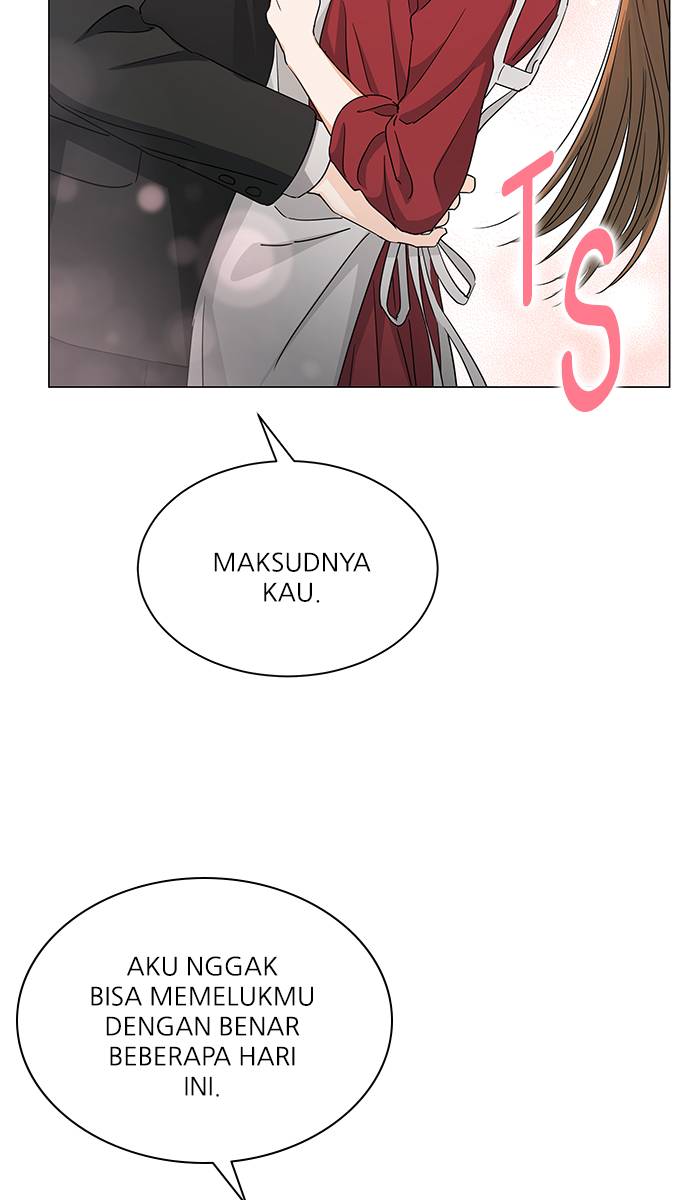 TS
MAKSUDNYA
KAU.
AKU NGGAK
BISA MEMELUKMU
DENGAN BENAR
BEBERAPA HARI
INI.